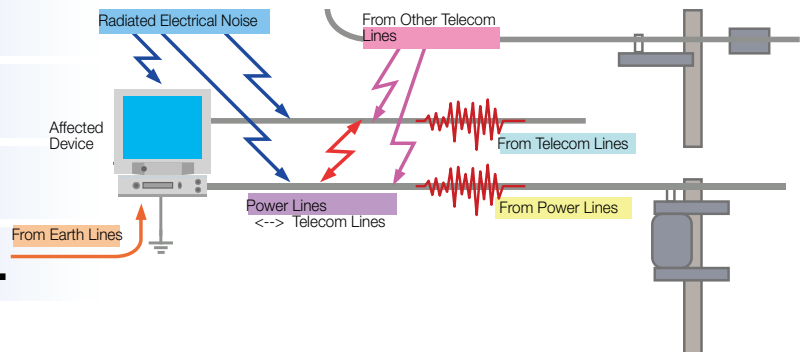 Radiated Electrical Noise
From Other Telecom
Lines
Affected
Device
From Telecom Lines
Power Lines
<--> Telecom Lines
From Power Lines
From Earth Lines